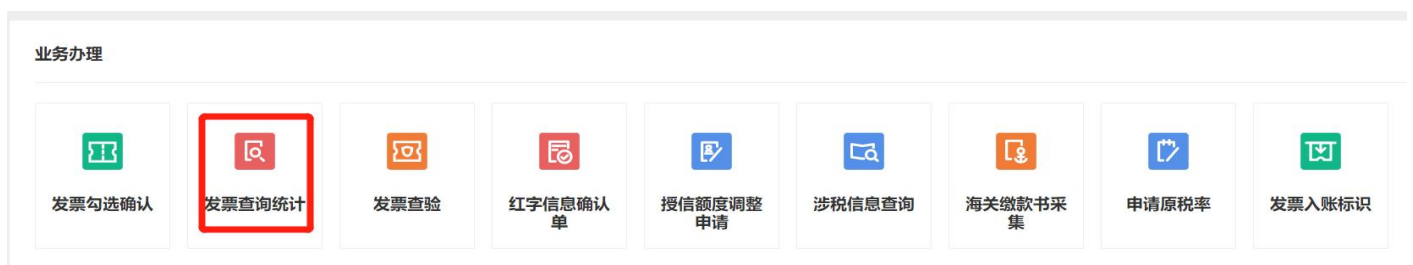 业务办理
发票勾选确认
发票查询统计
发票查验
红字信息确认
单
授信额度调整
申请
涉税信息查询
海关缴款书采
集
申请原税率
发票入账标识